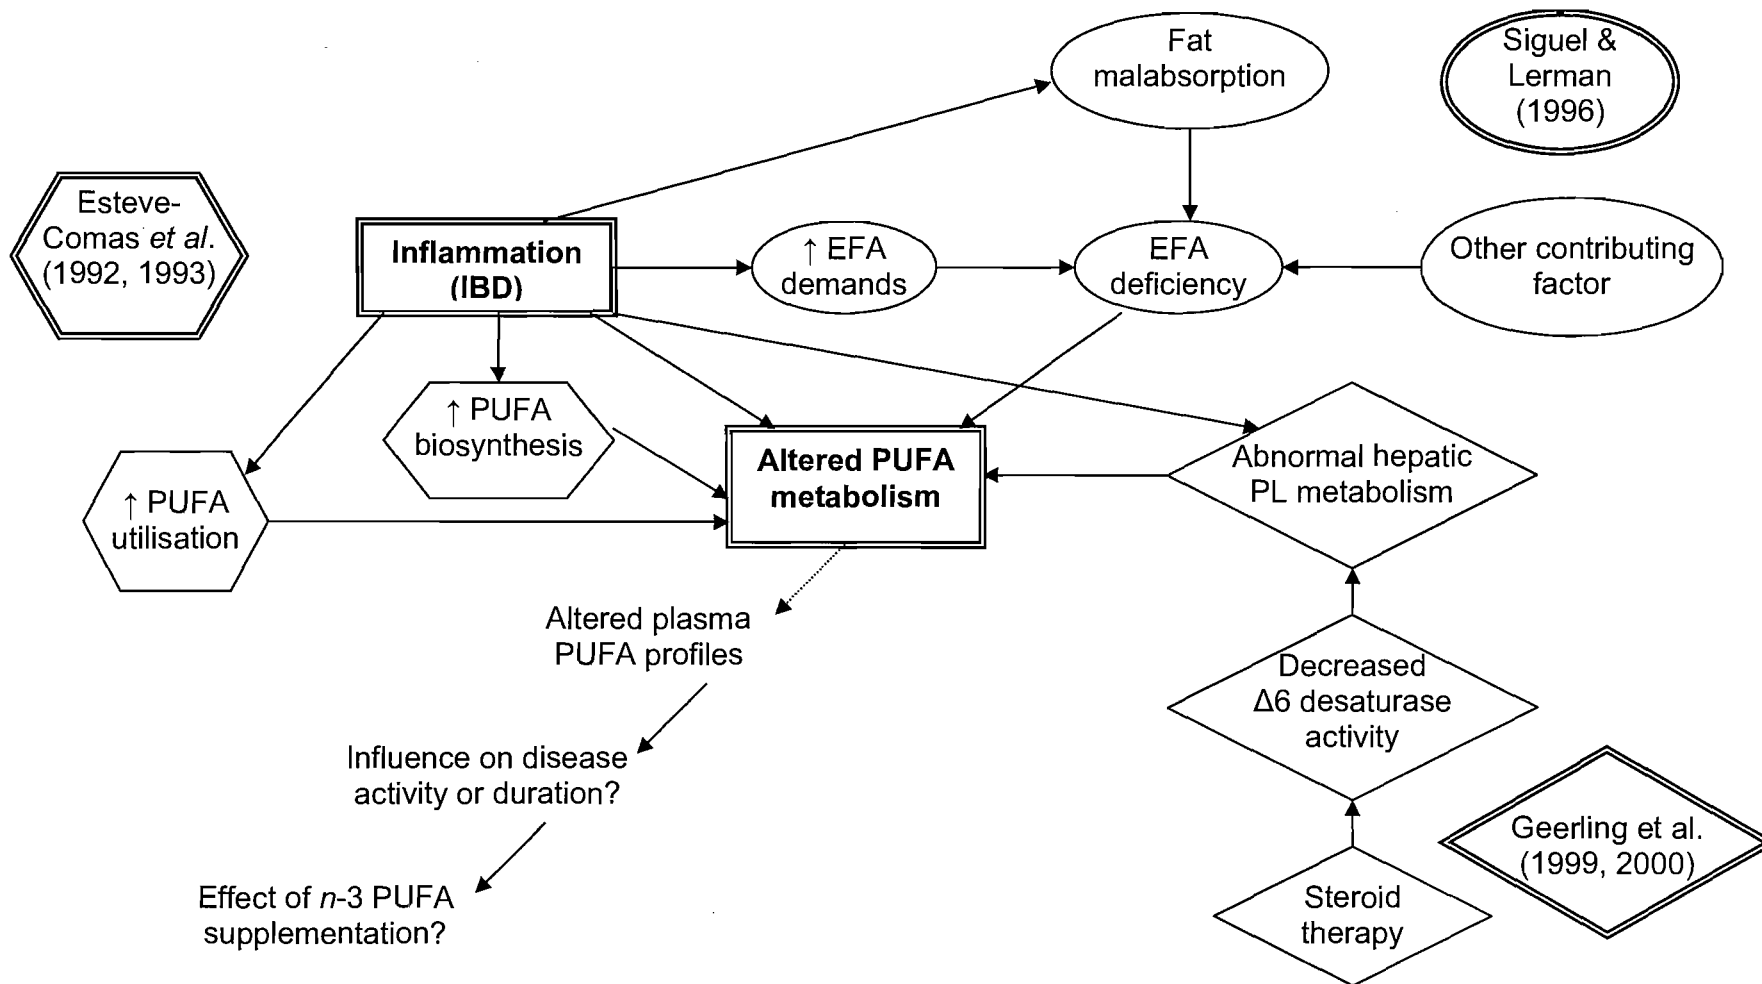 Fat
malabsorption
Siguel &
Lerman
(1996)
Esteve-
Comas et al.
(1992, 1993)
Inflammation
(IBD)
↑ EFA
demands
EFA
deficiency
Other contributing
factor
↑ PUFA
biosynthesis
↑ PUFA
utilisation
Altered PUFA
metabolism
Abnormal hepatic
PL metabolism
Altered plasma
PUFA profiles
Decreased
Δ6 desaturase
activity
Influence on disease
activity or duration?
Geerling et al.
(1999, 2000)
Effect of n-3 PUFA
supplementation?
Steroid
therapy